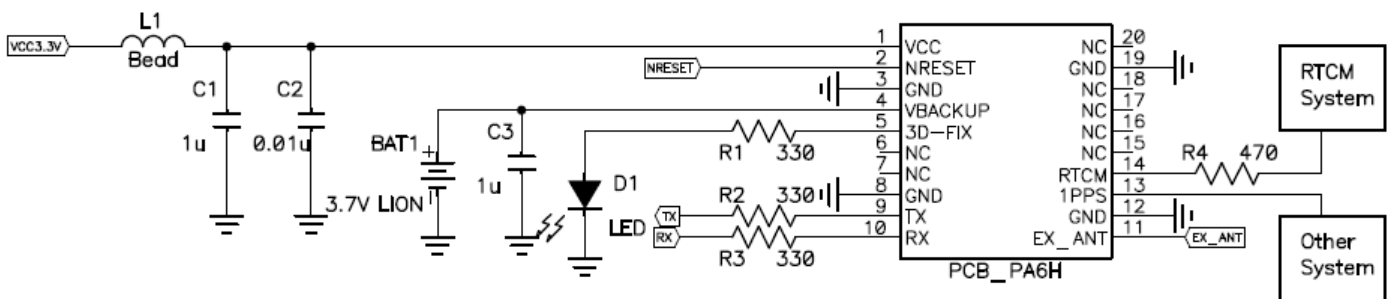 L1
VCC3.3V
Bead
C1
1u
C2
0.01u
NRESET
BAT1
+
3.7V LION
C3
1u
D1
LED
R1 330
R2 330
TX
RX
R3 330
1 VCC
2 NRESET
3 GND
4 VBACKUP
5 3D-FIX
6 NC
7 NC
8 GND
9 TX
10 RX
NC 20
GND 19
NC 18
NC 17
NC 16
NC 15
RTCM 14
1PPS 13
GND 12
EX_ANT 11
PCB_PA6H
R4 470
EX_ANT
RTCM
System
Other
System